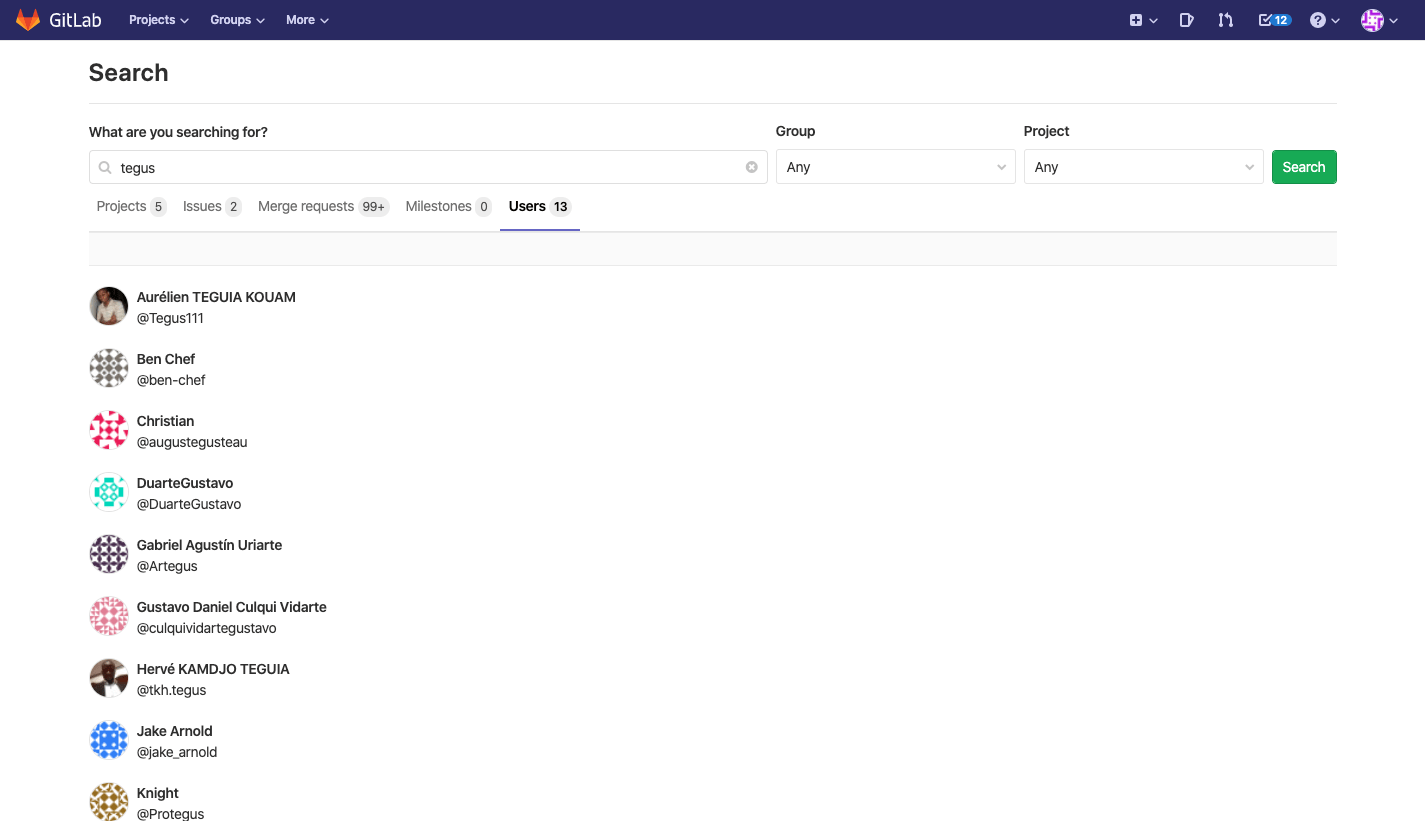 GitLab Projects Groups More 12
Search
What are you searching for? Group Project
tegus Any Any Search
Projects 5 Issues 2 Merge requests 99+ Milestones 0 Users 13
Aurélien TEGUIA KOUAM
@Tegus111
Ben Chef
@ben-chef
Christian
@augustegusteau
DuarteGustavo
@DuarteGustavo
Gabriel Agustín Uriarte
@Artegus
Gustavo Daniel Culqui Vidarte
@culquividartegustavo
Hervé KAMDJO TEGUIA
@tkh.tegus
Jake Arnold
@jake_arnold
Knight
@Protegus